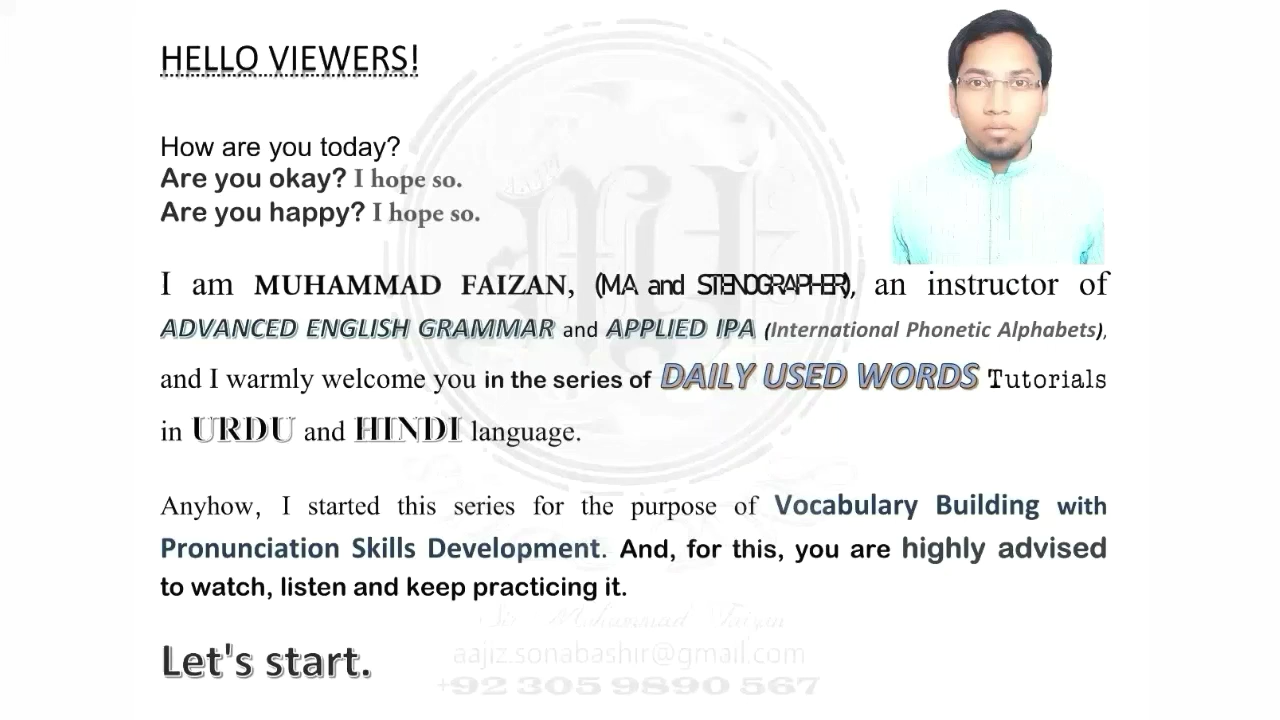 HELLO VIEWERS!
How are you today?
Are you okay? I hope so.
Are you happy? I hope so.
I am MUHAMMAD FAIZAN, (M.A and STENOGRAPHER), an instructor of
ADVANCED ENGLISH GRAMMAR and APPLIED IPA (International Phonetic Alphabets),
and I warmly welcome you in the series of DAILY USED WORDS Tutorials
in URDU and HINDI language.
Anyhow, I started this series for the purpose of Vocabulary Building with
Pronunciation Skills Development. And, for this, you are highly advised
to watch, listen and keep practicing it.
Sir Muhammad Faizan
aajiz.sonabashir@gmail.com
+92 305 9890 567
Let's start.